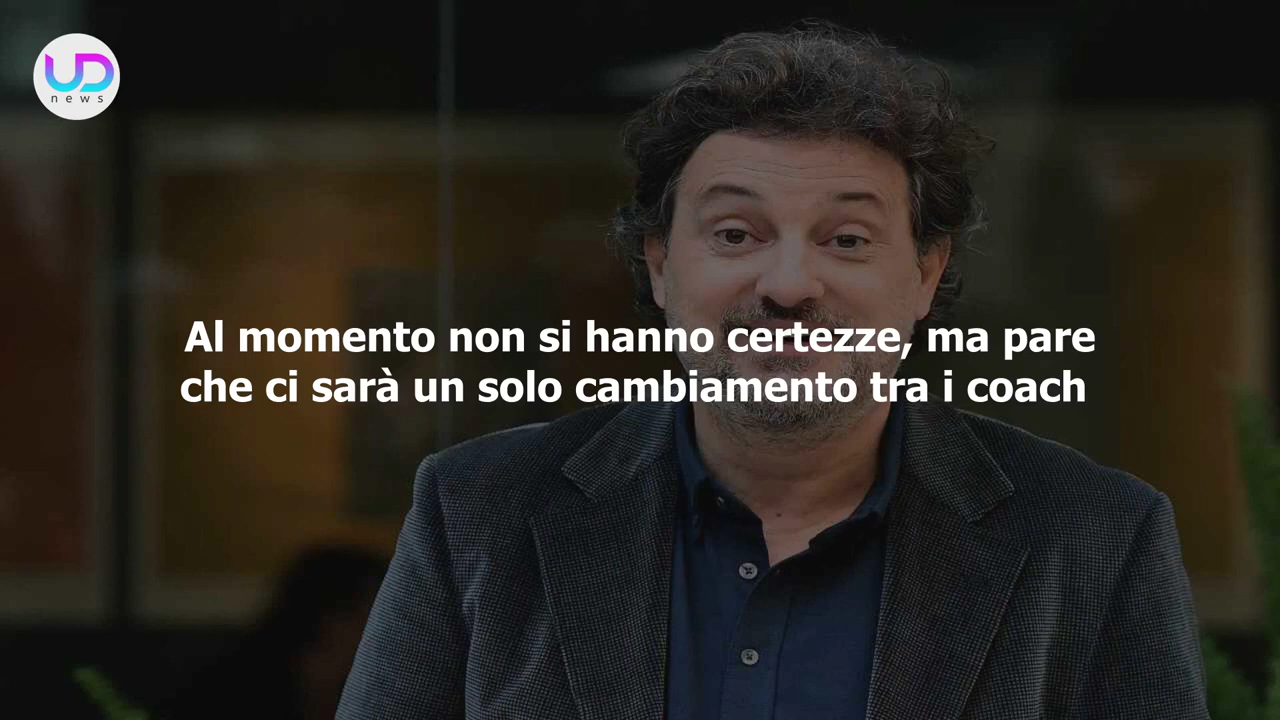 UD
news
Al momento non si hanno certezze, ma pare
che ci sarà un solo cambiamento tra i coach